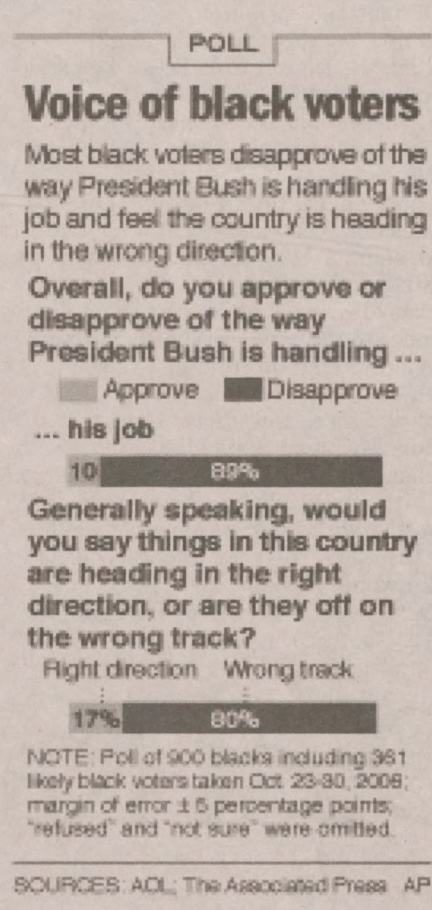 POLL
Voice of black voters
Most black voters disapprove of the
way President Bush is handling his
job and feel the country is heading
in the wrong direction.
Overall, do you approve or
disapprove of the way
President Bush is handling ...
Approve Disapprove
... his job
10 89%
Generally speaking, would
you say things in this country
are heading in the right
direction, or are they off on
the wrong track?
Right direction Wrong track
17% 80%
NOTE: Poll of 900 blacks including 361
likely black voters taken Oct. 23-30, 2006;
margin of error ± 5 percentage points;
"refused" and "not sure" were omitted.
SOURCES: AOL; The Associated Press AP